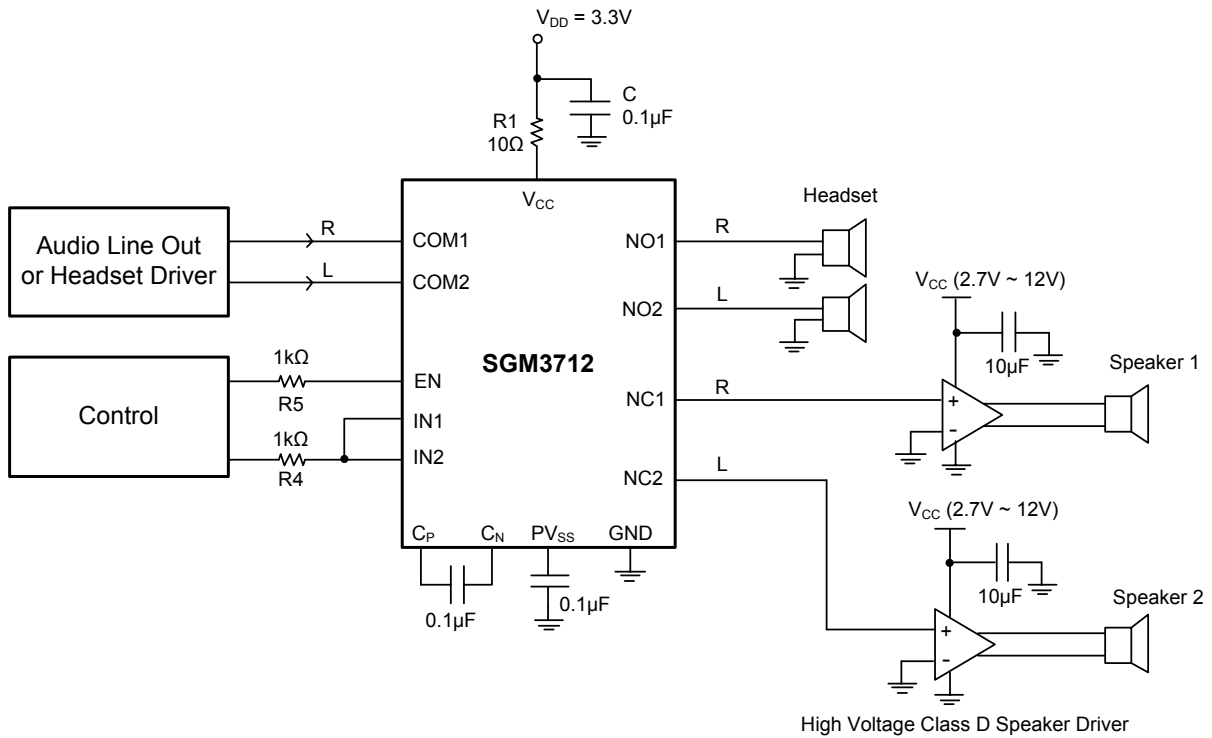 V_DD = 3.3V
C
0.1µF
R1
10Ω
V_CC
Audio Line Out
or Headset Driver
R
L
COM1
COM2
Control
1kΩ
R5
1kΩ
R4
EN
IN1
IN2
SGM3712
NO1
NO2
NC1
NC2
C_P
C_N
PV_SS
GND
0.1µF
0.1µF
R
L
Headset
R
L
V_CC (2.7V ~ 12V)
10µF
+
-
Speaker 1
V_CC (2.7V ~ 12V)
10µF
+
-
Speaker 2
High Voltage Class D Speaker Driver